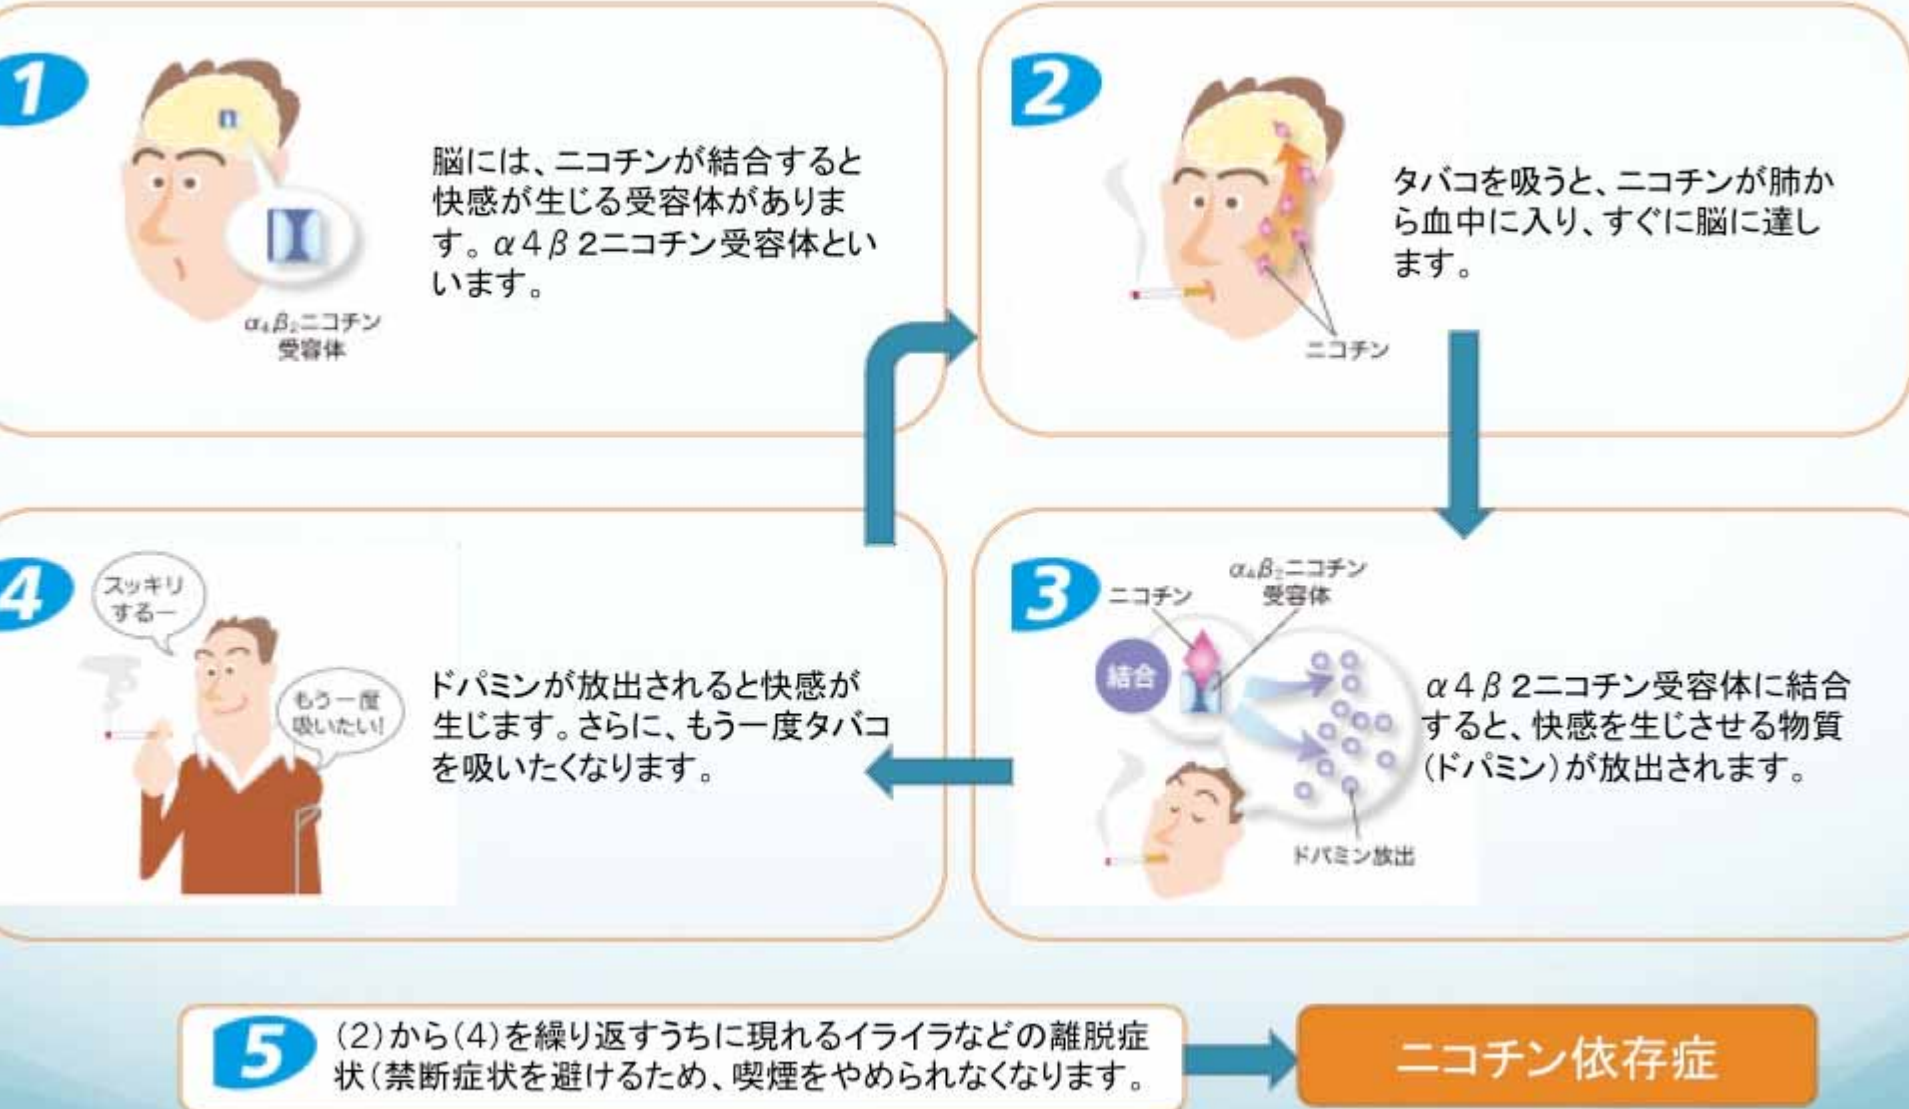 1
脳には、ニコチンが結合すると
快感が生じる受容体がありま
す。α4β2ニコチン受容体とい
います。
α₄β₂ニコチン
受容体
2
タバコを吸うと、ニコチンが肺か
ら血中に入り、すぐに脳に達し
ます。
ニコチン
3
ニコチン
α₄β₂ニコチン
受容体
結合
α4β2ニコチン受容体に結合
すると、快感を生じさせる物質
(ドパミン)が放出されます。
ドパミン放出
4
スッキリ
するー
もう一度
吸いたい!
ドパミンが放出されると快感が
生じます。さらに、もう一度タバコ
を吸いたくなります。
5
(2)から(4)を繰り返すうちに現れるイライラなどの離脱症
状(禁断症状を避けるため、喫煙をやめられなくなります。
ニコチン依存症